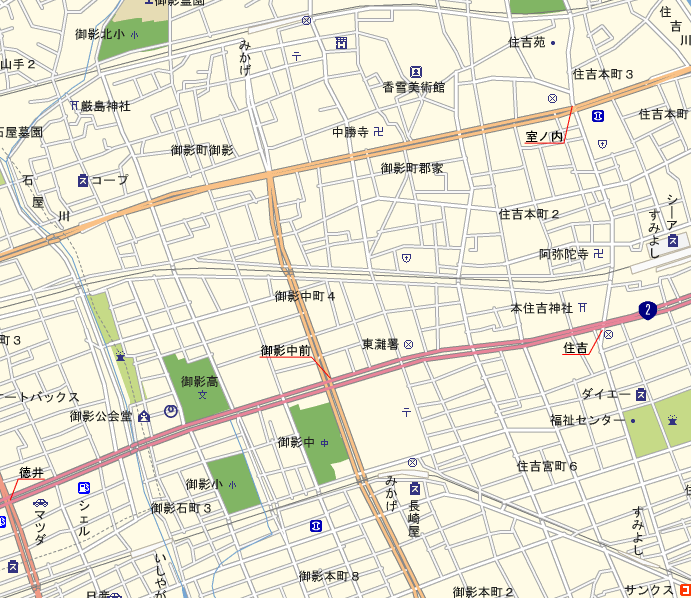 御影霊園
御影北小
小
みかげ
住吉苑
住吉川
山手2
住吉本町3
香雪美術館
厳島神社
住吉本町
石屋墓園
中勝寺
室ノ内
御影町御影
御影町郡家
石屋川
コープ
シーア
すみよし
住吉本町2
阿弥陀寺
御影中町4
本住吉神社
2
町3
御影中前
東灘署
住吉
御影高
文
ダイエー
ートバックス
御影公会堂
福祉センター
御影中
中
徳井
住吉宮町6
御影小
小
みかげ
長崎屋
マツダ
シェル
御影石町3
すみよし
いしやが
御影本町8
日産
御影本町2
サンクス
コ